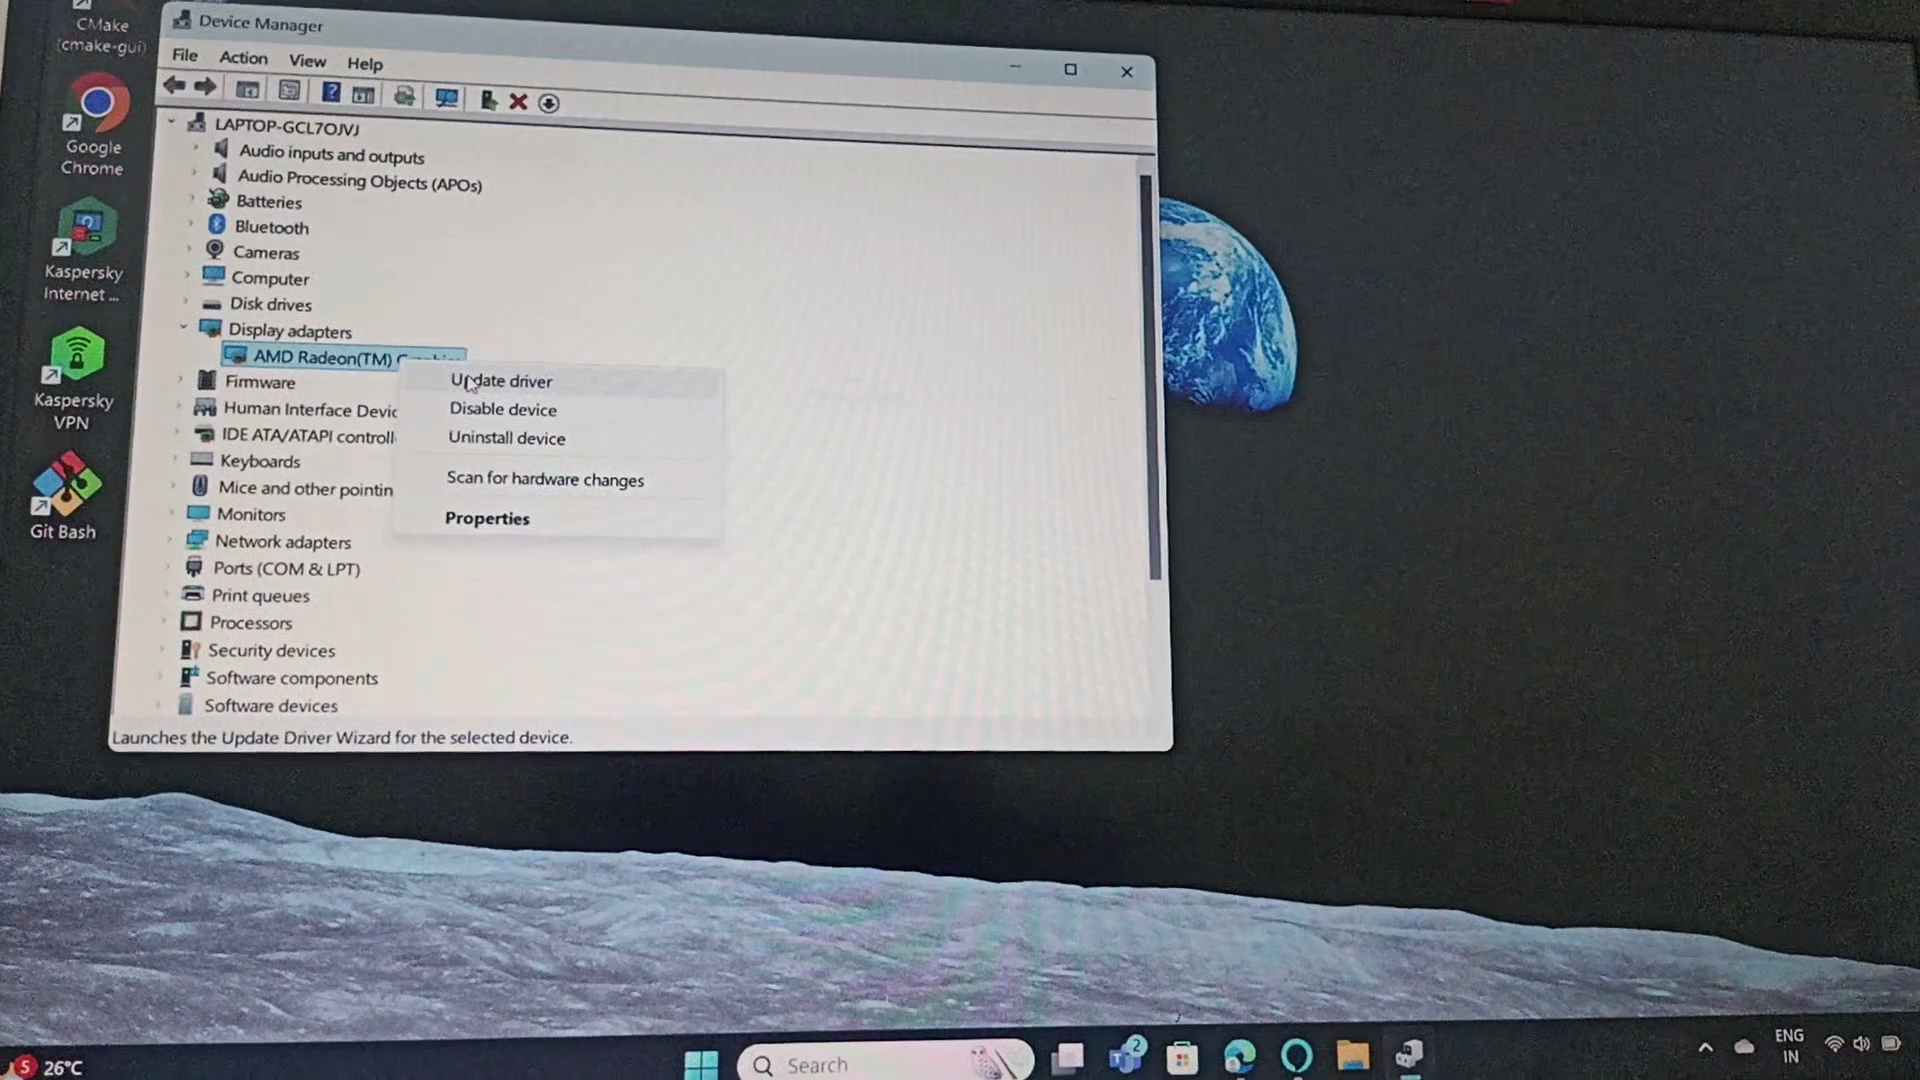 CMake
(cmake-gui)
Google
Chrome
Kaspersky
Internet ...
Kaspersky
VPN
Git Bash
Device Manager
File Action View Help
LAPTOP-GCL7OJVJ
Audio inputs and outputs
Audio Processing Objects (APOs)
Batteries
Bluetooth
Cameras
Computer
Disk drives
Display adapters
AMD Radeon(TM)
Firmware
Human Interface Devic
IDE ATA/ATAPI controll
Keyboards
Mice and other pointin
Monitors
Network adapters
Ports (COM & LPT)
Print queues
Processors
Security devices
Software components
Software devices
Update driver
Disable device
Uninstall device
Scan for hardware changes
Properties
Launches the Update Driver Wizard for the selected device.
5 26°C
Search
2
ENG
IN